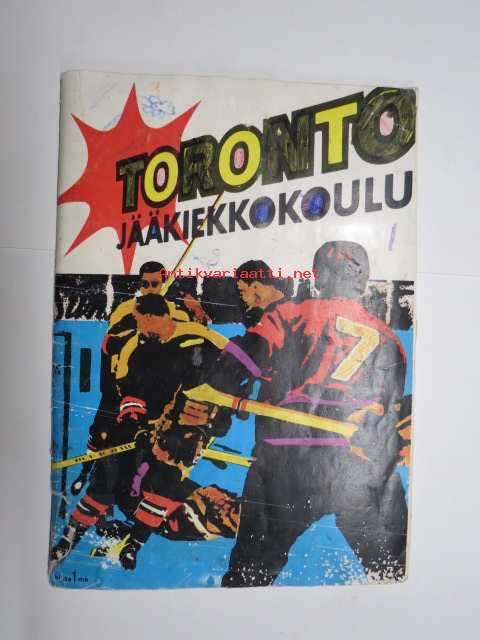 TORONTO
JÄÄKIEKKOKOULU
antikvariaatti.net
7